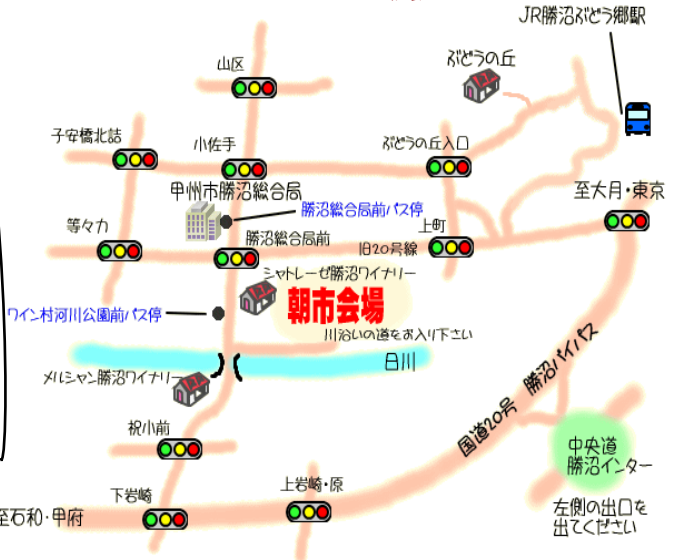 JR勝沼ぶどう郷駅
ぶどうの丘
山区
子安橋北詰
小佐手
ぶどうの丘入口
甲州市勝沼総合局
至大月・東京
勝沼総合局前バス停
等々力
勝沼総合局前
上町
旧20号線
シャトレーゼ勝沼ワイナリー
朝市会場
ワイン村河川公園前バス停
川沿いの道をお入り下さい
日川
メルシャン勝沼ワイナリー
国道20号 勝沼バイパス
祝小前
中央道
勝沼インター
下岩崎
上岩崎・原
至石和・甲府
左側の出口を
出てください